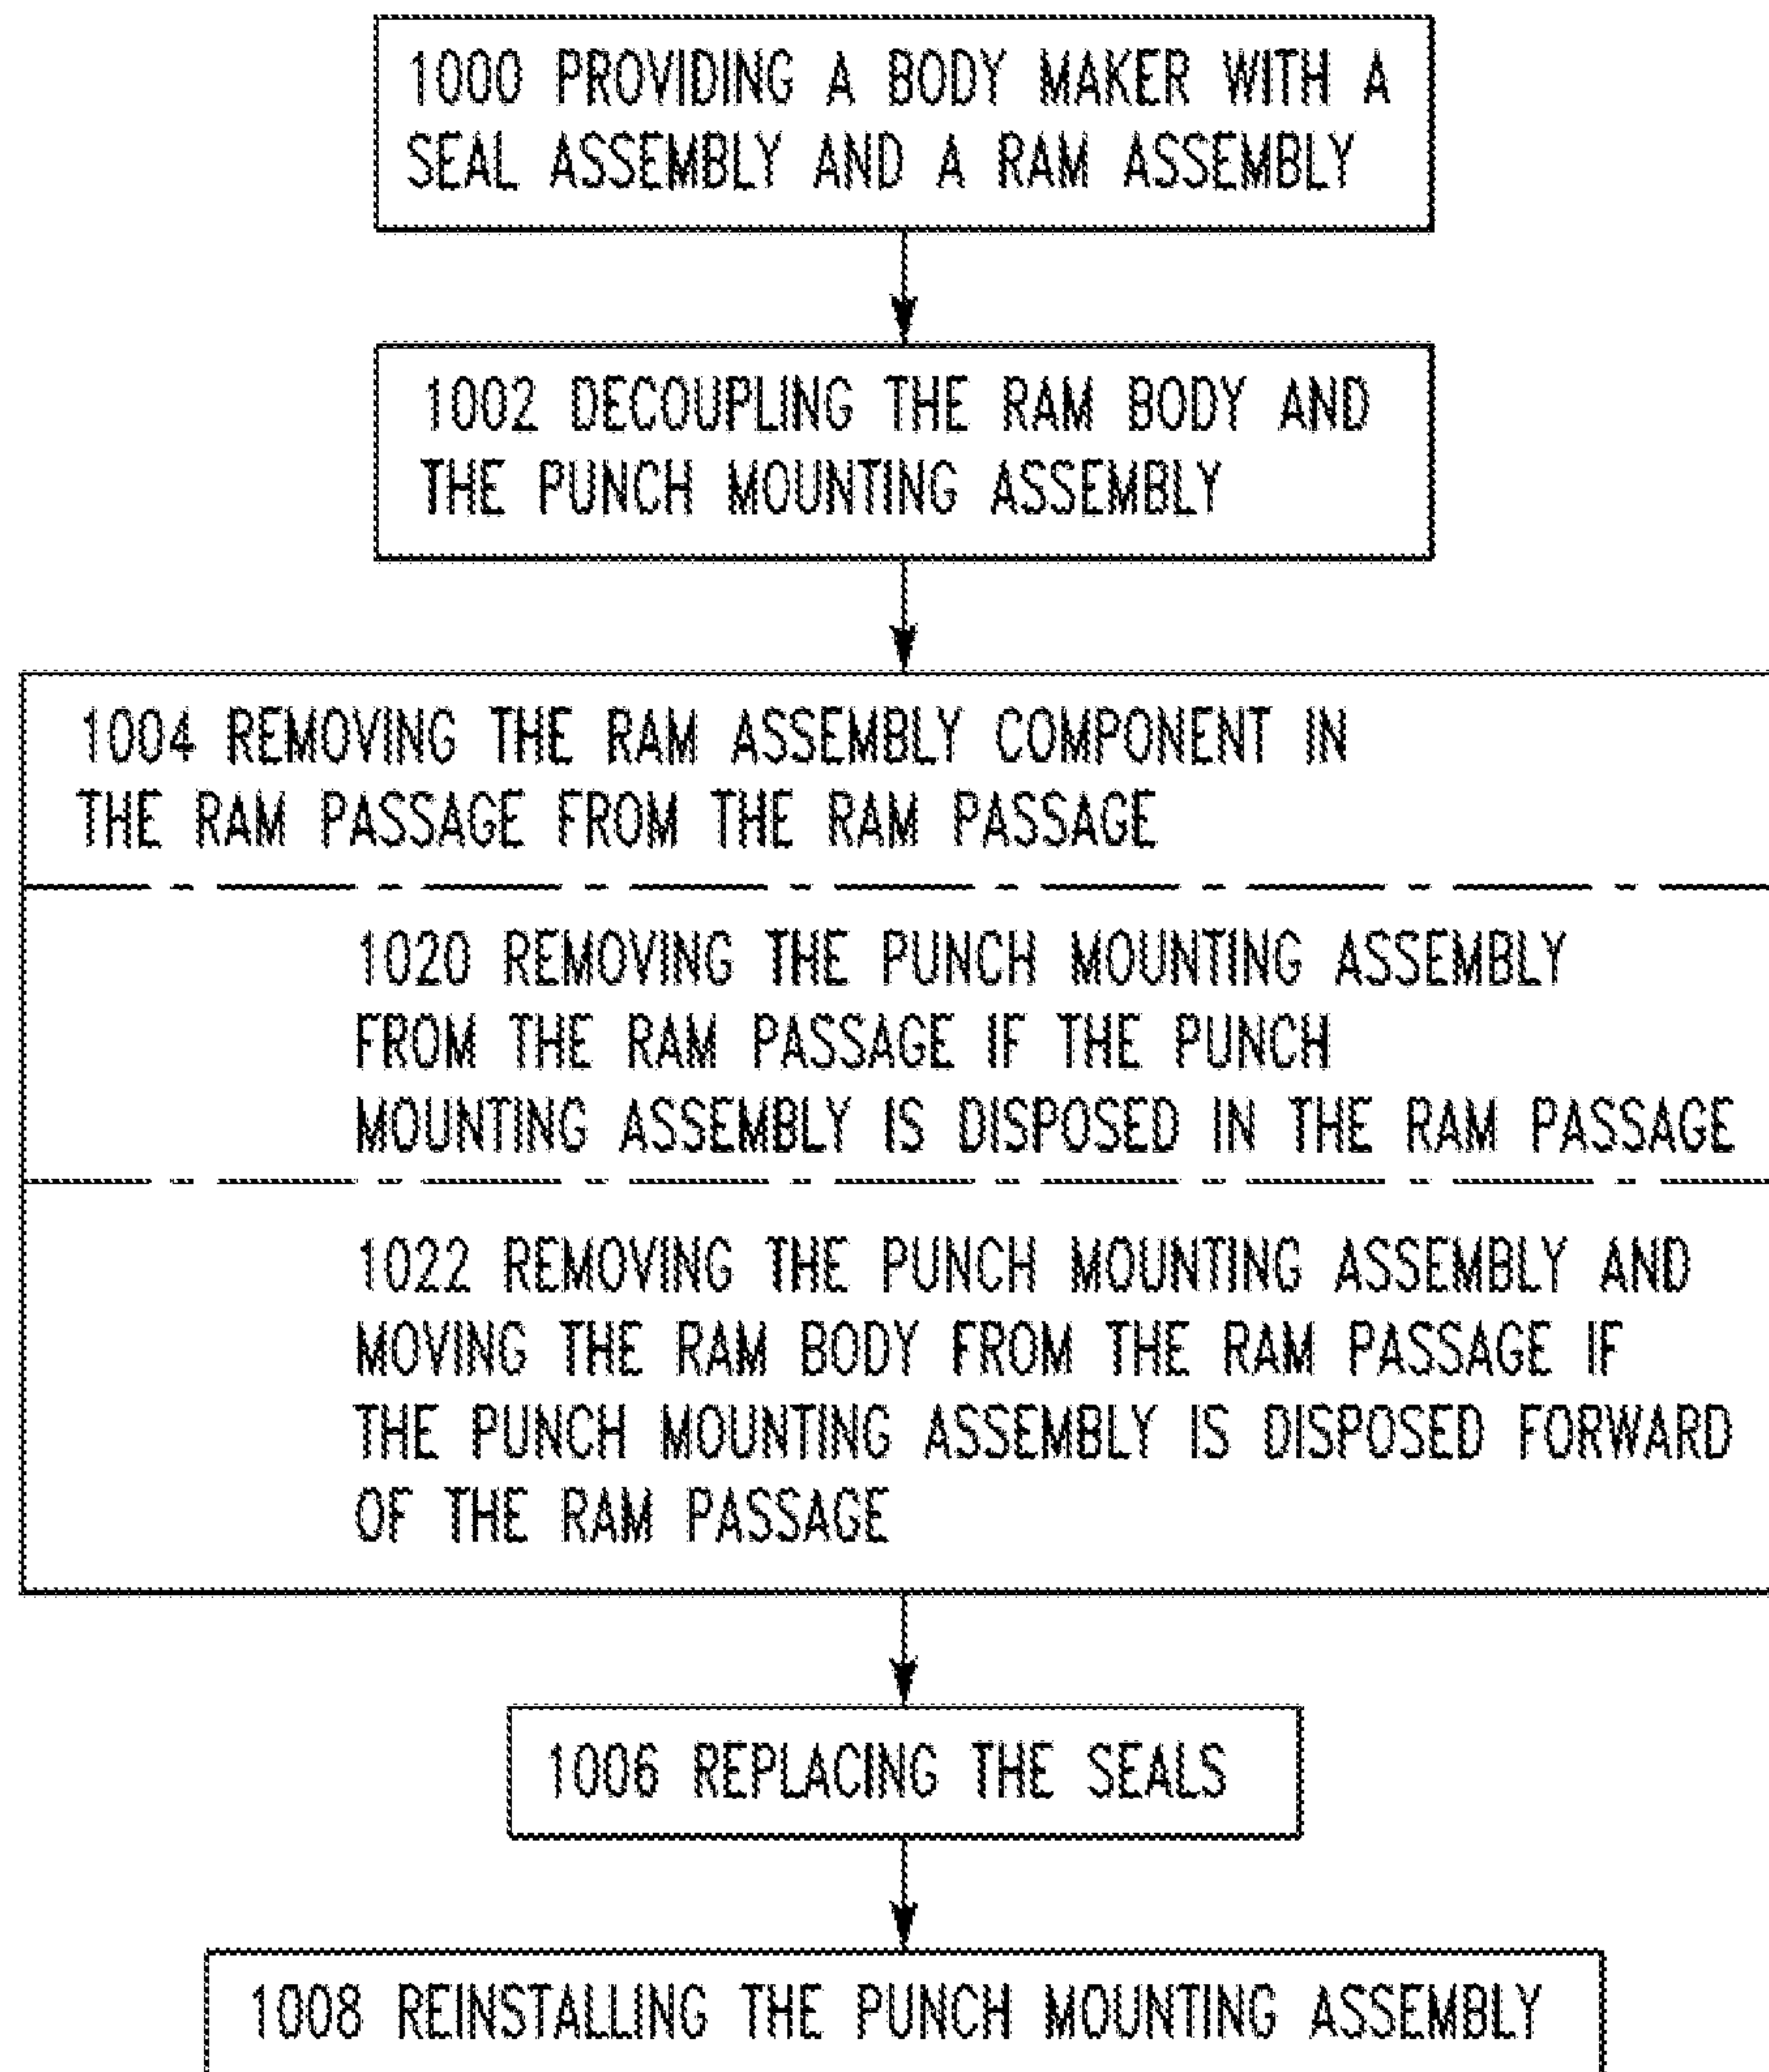 1000 PROVIDING A BODY MAKER WITH A
SEAL ASSEMBLY AND A RAM ASSEMBLY
1002 DECOUPLING THE RAM BODY AND
THE PUNCH MOUNTING ASSEMBLY
1004 REMOVING THE RAM ASSEMBLY COMPONENT IN
THE RAM PASSAGE FROM THE RAM PASSAGE
1020 REMOVING THE PUNCH MOUNTING ASSEMBLY
FROM THE RAM PASSAGE IF THE PUNCH
MOUNTING ASSEMBLY IS DISPOSED IN THE RAM PASSAGE
1022 REMOVING THE PUNCH MOUNTING ASSEMBLY AND
MOVING THE RAM BODY FROM THE RAM PASSAGE IF
THE PUNCH MOUNTING ASSEMBLY IS DISPOSED FORWARD
OF THE RAM PASSAGE
1006 REPLACING THE SEALS
1008 REINSTALLING THE PUNCH MOUNTING ASSEMBLY